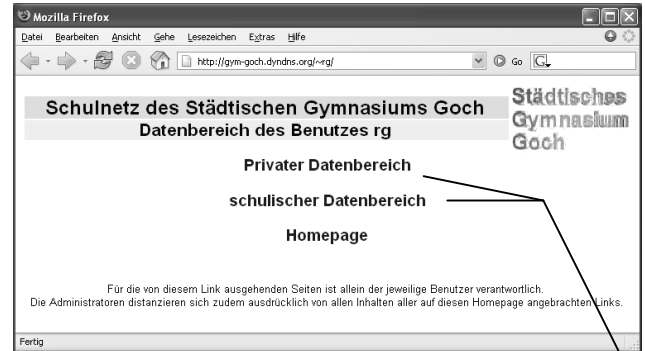 Mozilla Firefox
Datei Bearbeiten Ansicht Gehe Lesezeichen Extras Hilfe
http://gym-goch.dyndns.org/~rg/ Go G
Schulnetz des Städtischen Gymnasiums Goch
Datenbereich des Benutzes rg
Städtisches
Gymnasium
Goch
Privater Datenbereich
schulischer Datenbereich
Homepage
Für die von diesem Link ausgehenden Seiten ist allein der jeweilige Benutzer verantwortlich.
Die Administratoren distanzieren sich zudem ausdrücklich von allen Inhalten aller auf diesen Homepage angebrachten Links.
Fertig